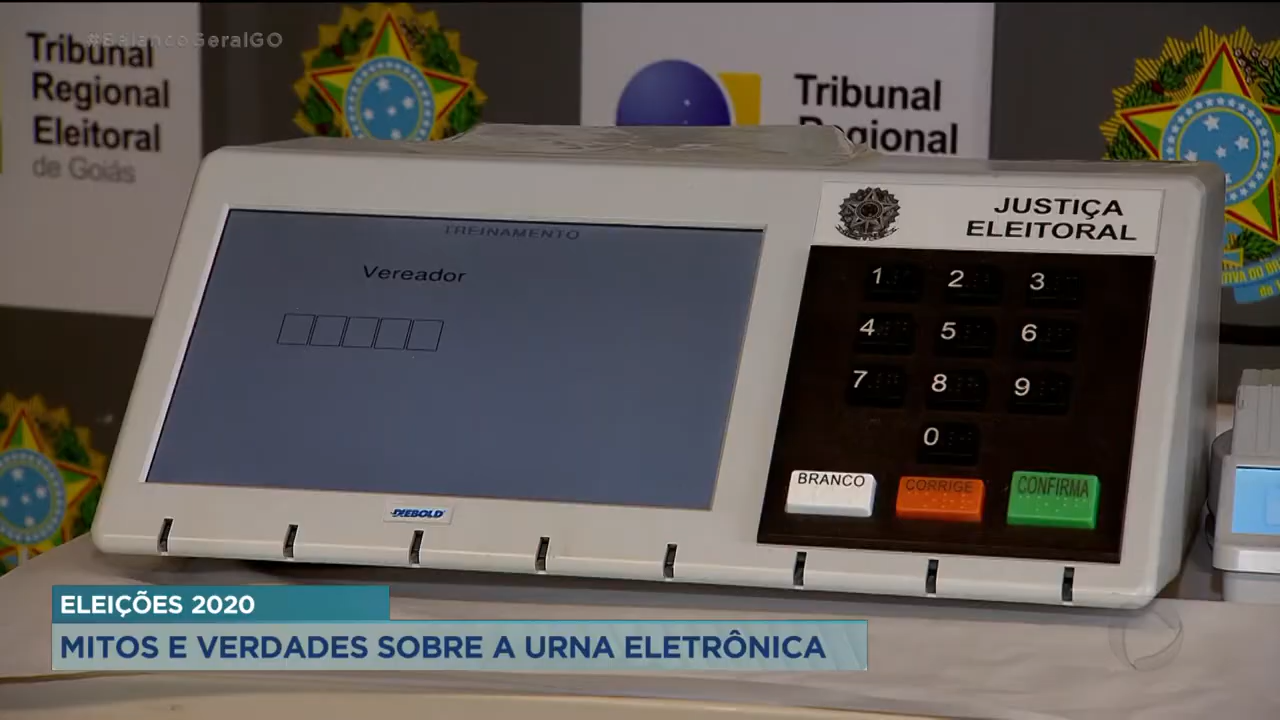 #BalançoGeralGO
Tribunal
Regional
Eleitoral
de Goiás
Tribunal
Regional
TREINAMENTO
Vereador
JUSTIÇA
ELEITORAL
1 2 3
4 5 6
7 8 9
0
BRANCO CORRIGE CONFIRMA
DIEBOLD
ELEIÇÕES 2020
MITOS E VERDADES SOBRE A URNA ELETRÔNICA